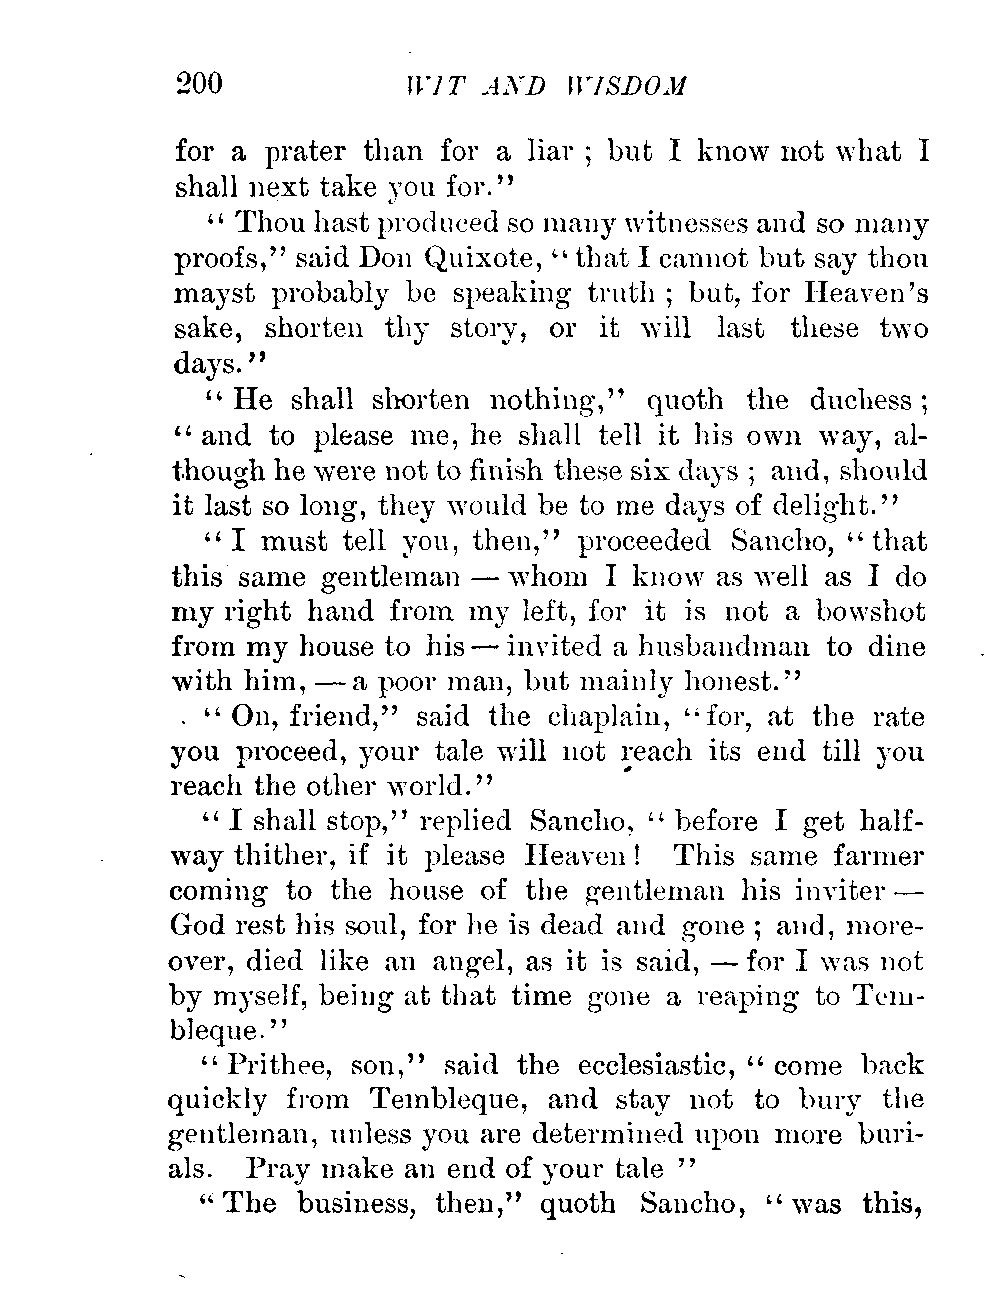 200 WIT AND WISDOM
for a prater than for a liar ; but I know not what I
shall next take you for."
" Thou hast produced so many witnesses and so many
proofs," said Don Quixote, " that I cannot but say thou
mayst probably be speaking truth ; but, for Heaven's
sake, shorten thy story, or it will last these two
days."
" He shall shorten nothing," quoth the duchess ;
" and to please me, he shall tell it his own way, al-
though he were not to finish these six days ; and, should
it last so long, they would be to me days of delight."
" I must tell you, then," proceeded Sancho, " that
this same gentleman — whom I know as well as I do
my right hand from my left, for it is not a bowshot
from my house to his — invited a husbandman to dine
with him, — a poor man, but mainly honest."
" On, friend," said the chaplain, " for, at the rate
you proceed, your tale will not reach its end till you
reach the other world."
" I shall stop," replied Sancho, " before I get half-
way thither, if it please Heaven ! This same farmer
coming to the house of the gentleman his inviter —
God rest his soul, for he is dead and gone ; and, more-
over, died like an angel, as it is said, — for I was not
by myself, being at that time gone a reaping to Tem-
bleque."
" Prithee, son," said the ecclesiastic, " come back
quickly from Tembleque, and stay not to bury the
gentleman, unless you are determined upon more buri-
als. Pray make an end of your tale "
" The business, then," quoth Sancho, " was this,